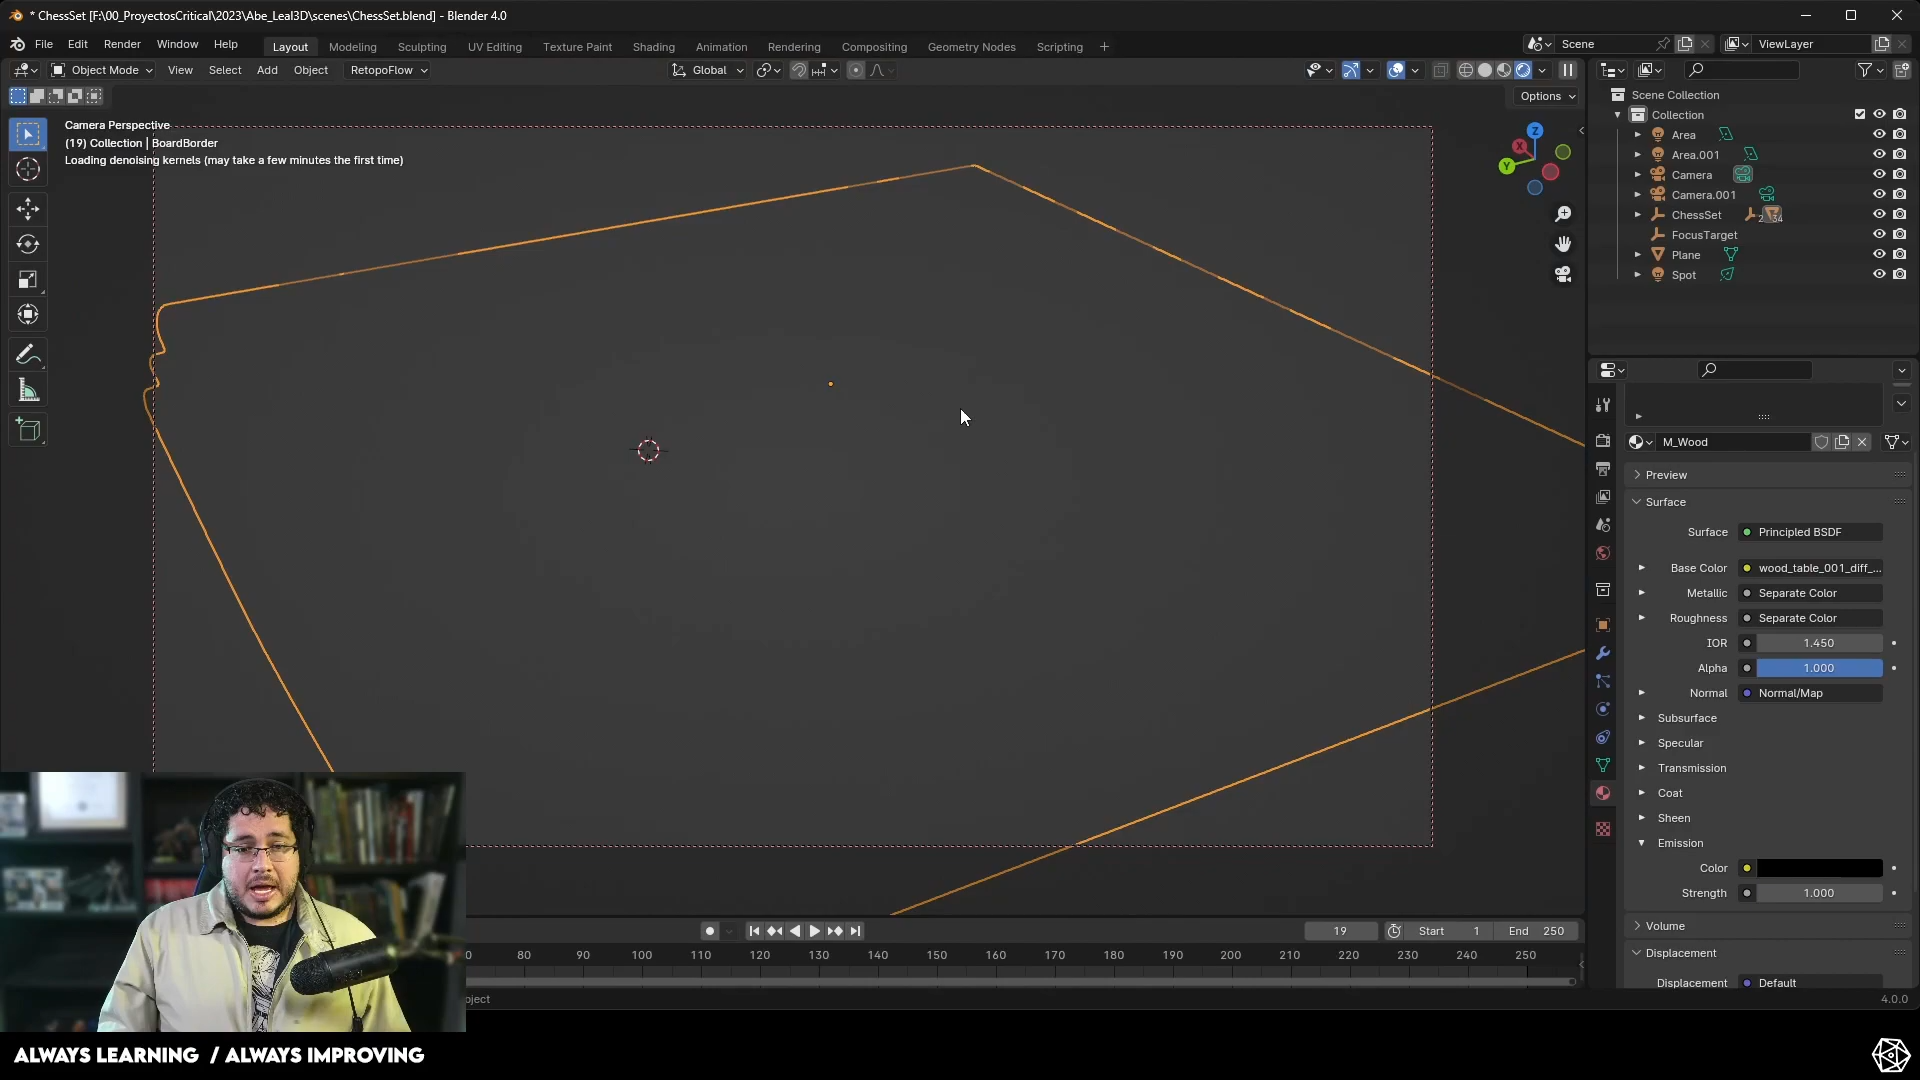 * ChessSet [F:\00_ProyectosCritical\2023\Abe_Leal3D\scenes\ChessSet.blend] - Blender 4.0
File Edit Render Window Help Layout Modeling Sculpting UV Editing Texture Paint Shading Animation Rendering Compositing Geometry Nodes Scripting + Scene ViewLayer
Object Mode View Select Add Object RetopoFlow Global
Options
Camera Perspective
(19) Collection | BoardBorder
Loading denoising kernels (may take a few minutes the first time)
Z
X
Y
Scene Collection
Collection
Area
Area.001
Camera
Camera.001
ChessSet 2 34
FocusTarget
Plane
Spot
M_Wood
Preview
Surface
Surface Principled BSDF
Base Color wood_table_001_diff_...
Metallic Separate Color
Roughness Separate Color
IOR 1.450
Alpha 1.000
Normal Normal/Map
Subsurface
Specular
Transmission
Coat
Sheen
Emission
Color
Strength 1.000
Volume
Displacement
Displacement Default
19 Start 1 End 250
0 80 90 100 110 120 130 140 150 160 170 180 190 200 210 220 230 240 250
oject
4.0.0
ALWAYS LEARNING / ALWAYS IMPROVING